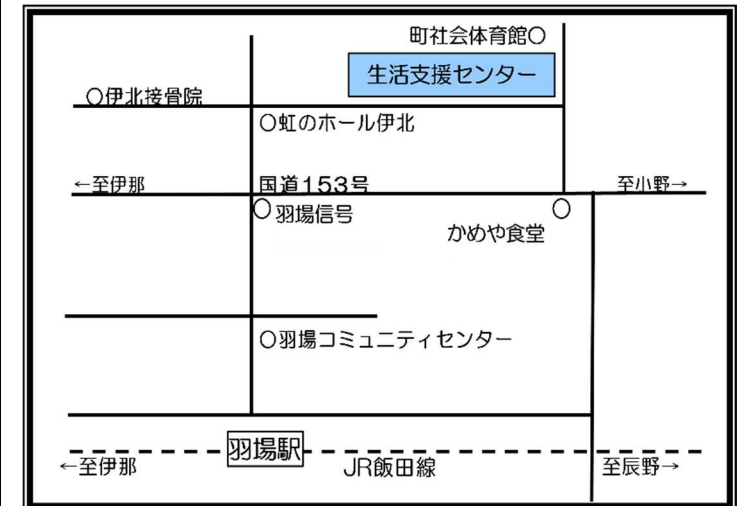 町社会体育館○
生活支援センター
○伊北接骨院
○虹のホール伊北
←至伊那
国道153号
至小野→
○羽場信号
○
かめや食堂
○羽場コミュニティセンター
羽場駅
←至伊那
JR飯田線
至辰野→